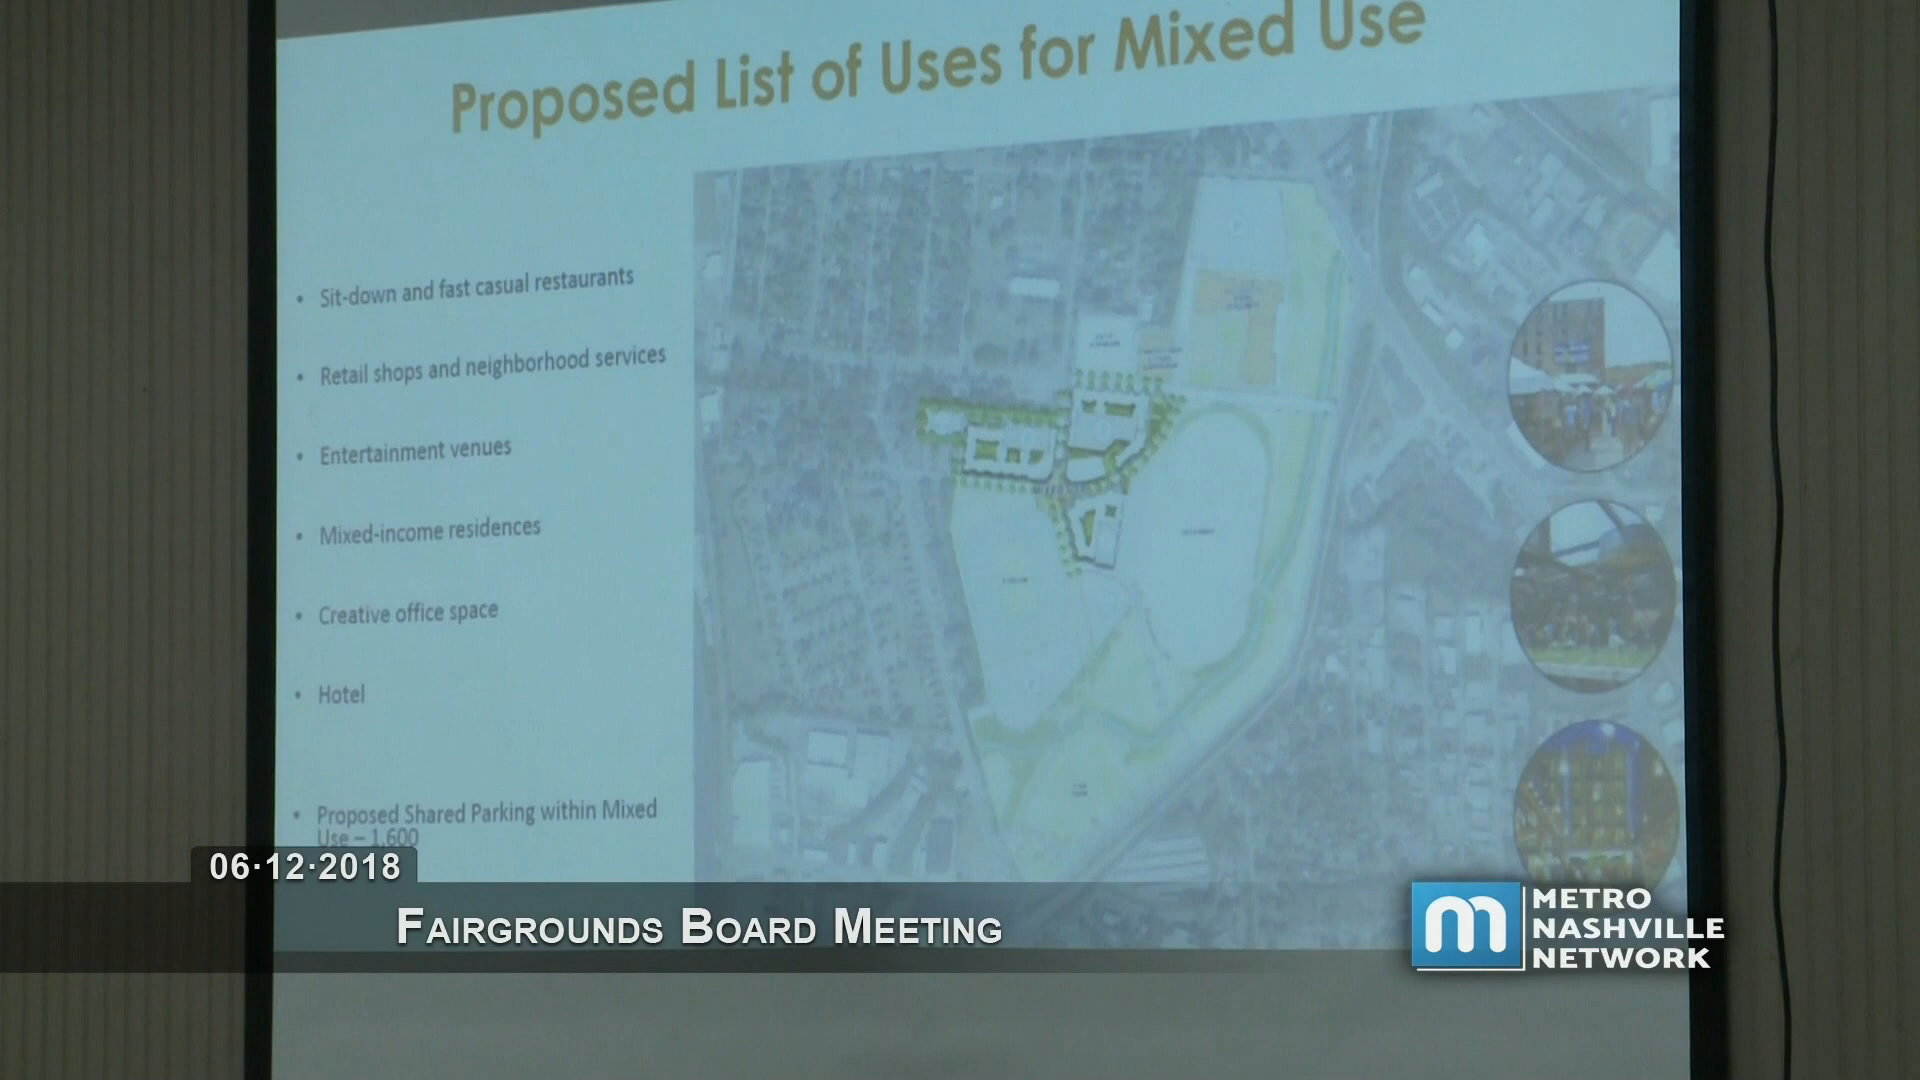 Proposed List of Uses for Mixed Use
• Sit-down and fast casual restaurants
• Retail shops and neighborhood services
• Entertainment venues
• Mixed-income residences
• Creative office space
• Hotel
• Proposed Shared Parking within Mixed
Use – 1,600
06·12·2018
Fairgrounds Board Meeting
m
METRO
NASHVILLE
NETWORK